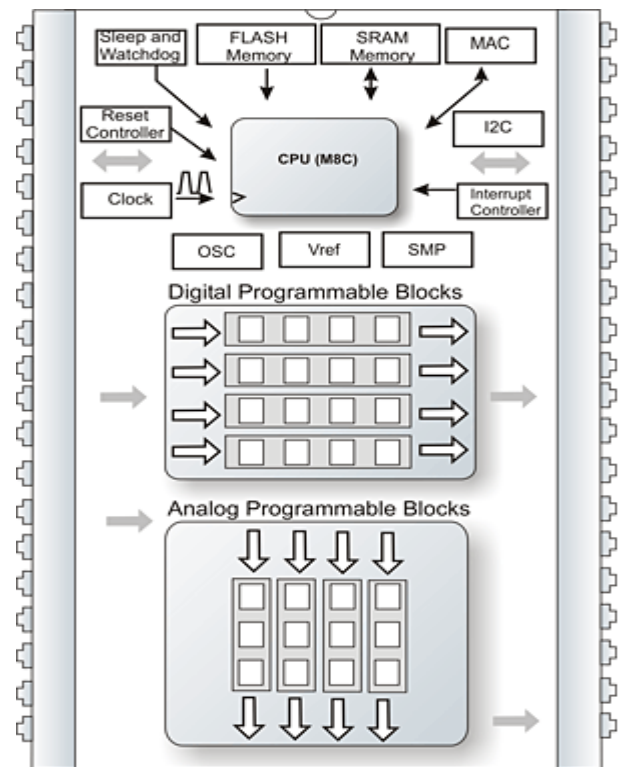 Sleep and
Watchdog
FLASH
Memory
SRAM
Memory
MAC
Reset
Controller
CPU (M8C)
I2C
Clock
Interrupt
Controller
OSC
Vref
SMP
Digital Programmable Blocks
Analog Programmable Blocks